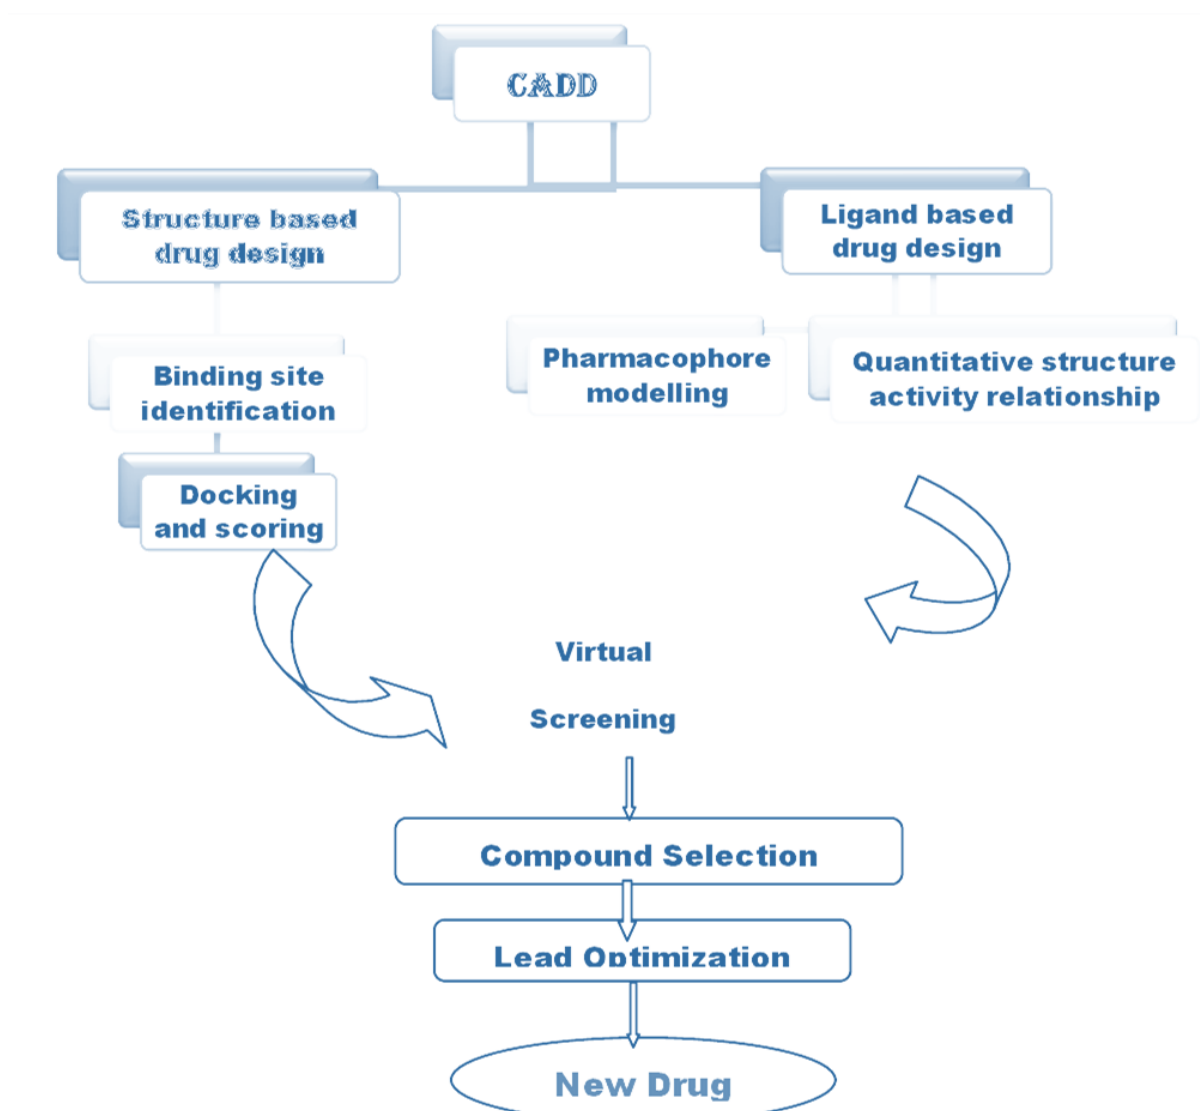 CADD
Structure based
drug design
Ligand based
drug design
Binding site
identification
Pharmacophore
modelling
Quantitative structure
activity relationship
Docking
and scoring
Virtual
Screening
Compound Selection
Lead Optimization
New Drug